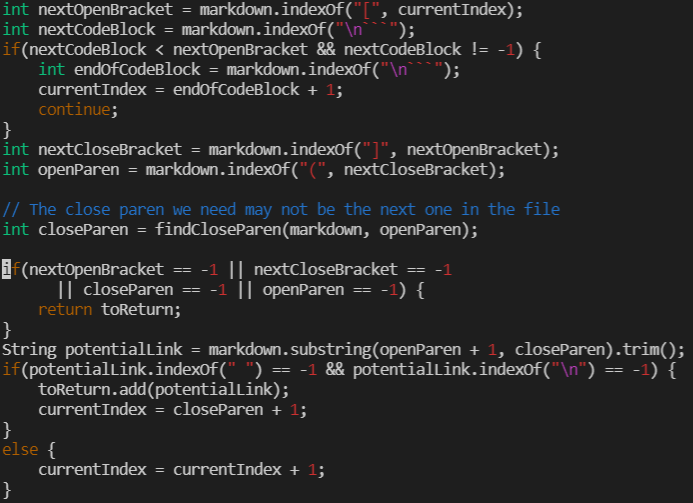 int nextOpenBracket = markdown.indexOf("[", currentIndex);
int nextCodeBlock = markdown.indexOf("\n```");
if(nextCodeBlock < nextOpenBracket && nextCodeBlock != -1) {
    int endOfCodeBlock = markdown.indexOf("\n```");
    currentIndex = endOfCodeBlock + 1;
    continue;
}
int nextCloseBracket = markdown.indexOf("]", nextOpenBracket);
int openParen = markdown.indexOf("(", nextCloseBracket);

// The close paren we need may not be the next one in the file
int closeParen = findCloseParen(markdown, openParen);

if(nextOpenBracket == -1 || nextCloseBracket == -1
      || closeParen == -1 || openParen == -1) {
    return toReturn;
}
String potentialLink = markdown.substring(openParen + 1, closeParen).trim();
if(potentialLink.indexOf(" ") == -1 && potentialLink.indexOf("\n") == -1) {
    toReturn.add(potentialLink);
    currentIndex = closeParen + 1;
}
else {
    currentIndex = currentIndex + 1;
}